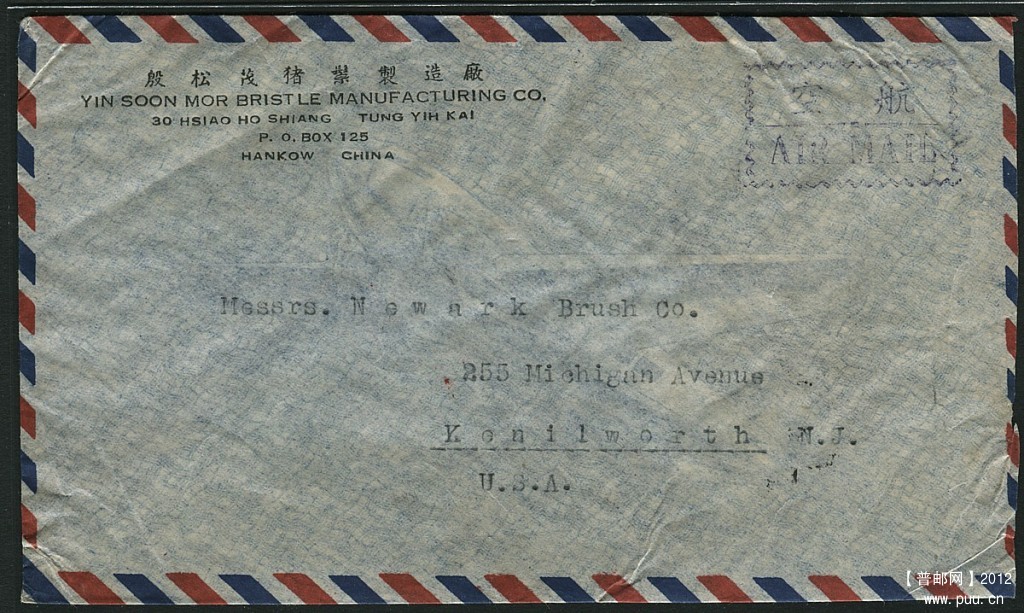 殷松茂猪鬃製造廠
YIN SOON MOR BRISTLE MANUFACTURING CO.
30 HSIAO HO SHIANG TUNG YIH KAI
P. O. BOX 125
HANKOW CHINA
空航
AIR MAIL
Messrs. Newark Brush Co.
255 Michigan Avenue
Kenilworth N.J.
U.S.A.
【普邮网】2012
www.puu.cn